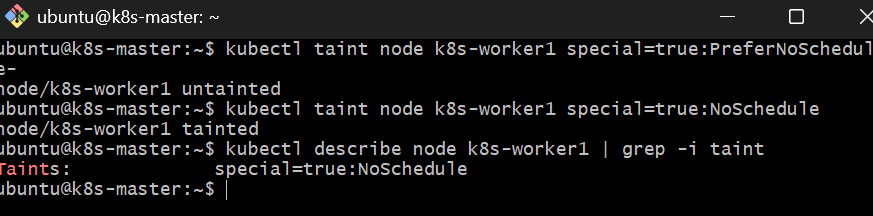 ubuntu@k8s-master: ~
ubuntu@k8s-master:~$ kubectl taint node k8s-worker1 special=true:PreferNoSchedul
e-
node/k8s-worker1 untainted
ubuntu@k8s-master:~$ kubectl taint node k8s-worker1 special=true:NoSchedule
node/k8s-worker1 tainted
ubuntu@k8s-master:~$ kubectl describe node k8s-worker1 | grep -i taint
Taints:             special=true:NoSchedule
ubuntu@k8s-master:~$